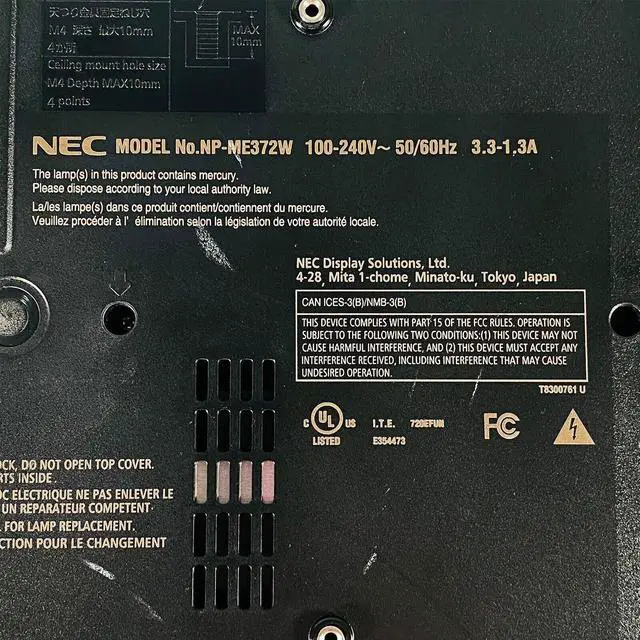 天つり金具固定ねじ穴
M4 深さ 最大10mm
4か所
Ceiling mount hole size
M4 Depth MAX10mm
4 points
MAX
10mm
NEC MODEL No.NP-ME372W 100-240V~ 50/60Hz 3.3-1.3A
The lamp(s) in this product contains mercury.
Please dispose according to your local authority law.
La/les lampe(s) dans ce produit contient/contiennent du mercure.
Veuillez procéder à l' élimination selon la législation de votre autorité locale.
NEC Display Solutions, Ltd.
4-28, Mita 1-chome, Minato-ku, Tokyo, Japan
CAN ICES-3(B)/NMB-3(B)
THIS DEVICE COMPLIES WITH PART 15 OF THE FCC RULES. OPERATION IS
SUBJECT TO THE FOLLOWING TWO CONDITIONS:(1) THIS DEVICE MAY NOT
CAUSE HARMFUL INTERFERENCE, AND (2) THIS DEVICE MUST ACCEPT ANY
INTERFERENCE RECEIVED, INCLUDING INTERFERENCE THAT MAY CAUSE
UNDESIRED OPERATION.
T8300761 U
C UL US I.T.E. 720EFUN FC
LISTED E354473
OCK, DO NOT OPEN TOP COVER.
RTS INSIDE.
OC ELECTRIQUE NE PAS ENLEVER LE
UN REPARATEUR COMPETENT.
FOR LAMP REPLACEMENT.
CTION POUR LE CHANGEMENT